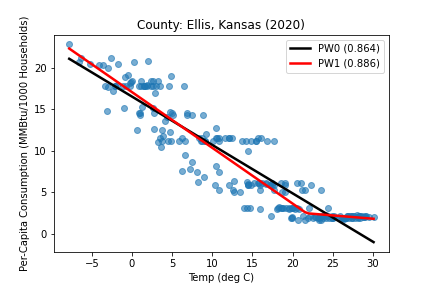 County: Ellis, Kansas (2020)
PW0 (0.864)
PW1 (0.886)
Per-Capita Consumption (MMBtu/1000 Households)
20
15
10
5
0
−5
0
5
10
15
20
25
30
Temp (deg C)